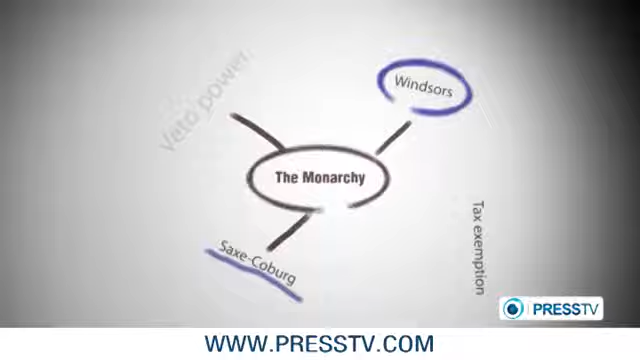 Veto power
Windsors
The Monarchy
Tax exemption
Saxe-Coburg
PRESSTV
WWW.PRESSTV.COM